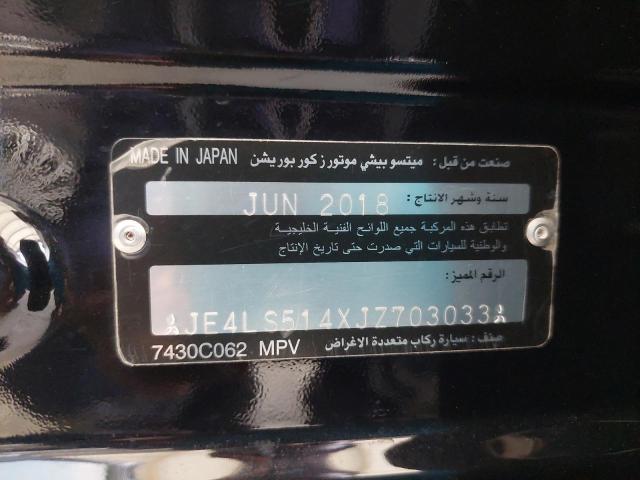 صنعت من قبل: ميتسو بيشي موتورز كور بوريشن MADE IN JAPAN
سنة وشهر الانتاج: JUN 2018
تطابق هذه المركبة جميع اللوائح الفنية الخليجية
والوطنية للسيارات التي صدرت حتى تاريخ الإنتاج
الرقم المميز:
JE4LS514XJZ703033
صنف: سيارة ركاب متعددة الاغراض 7430C062 MPV